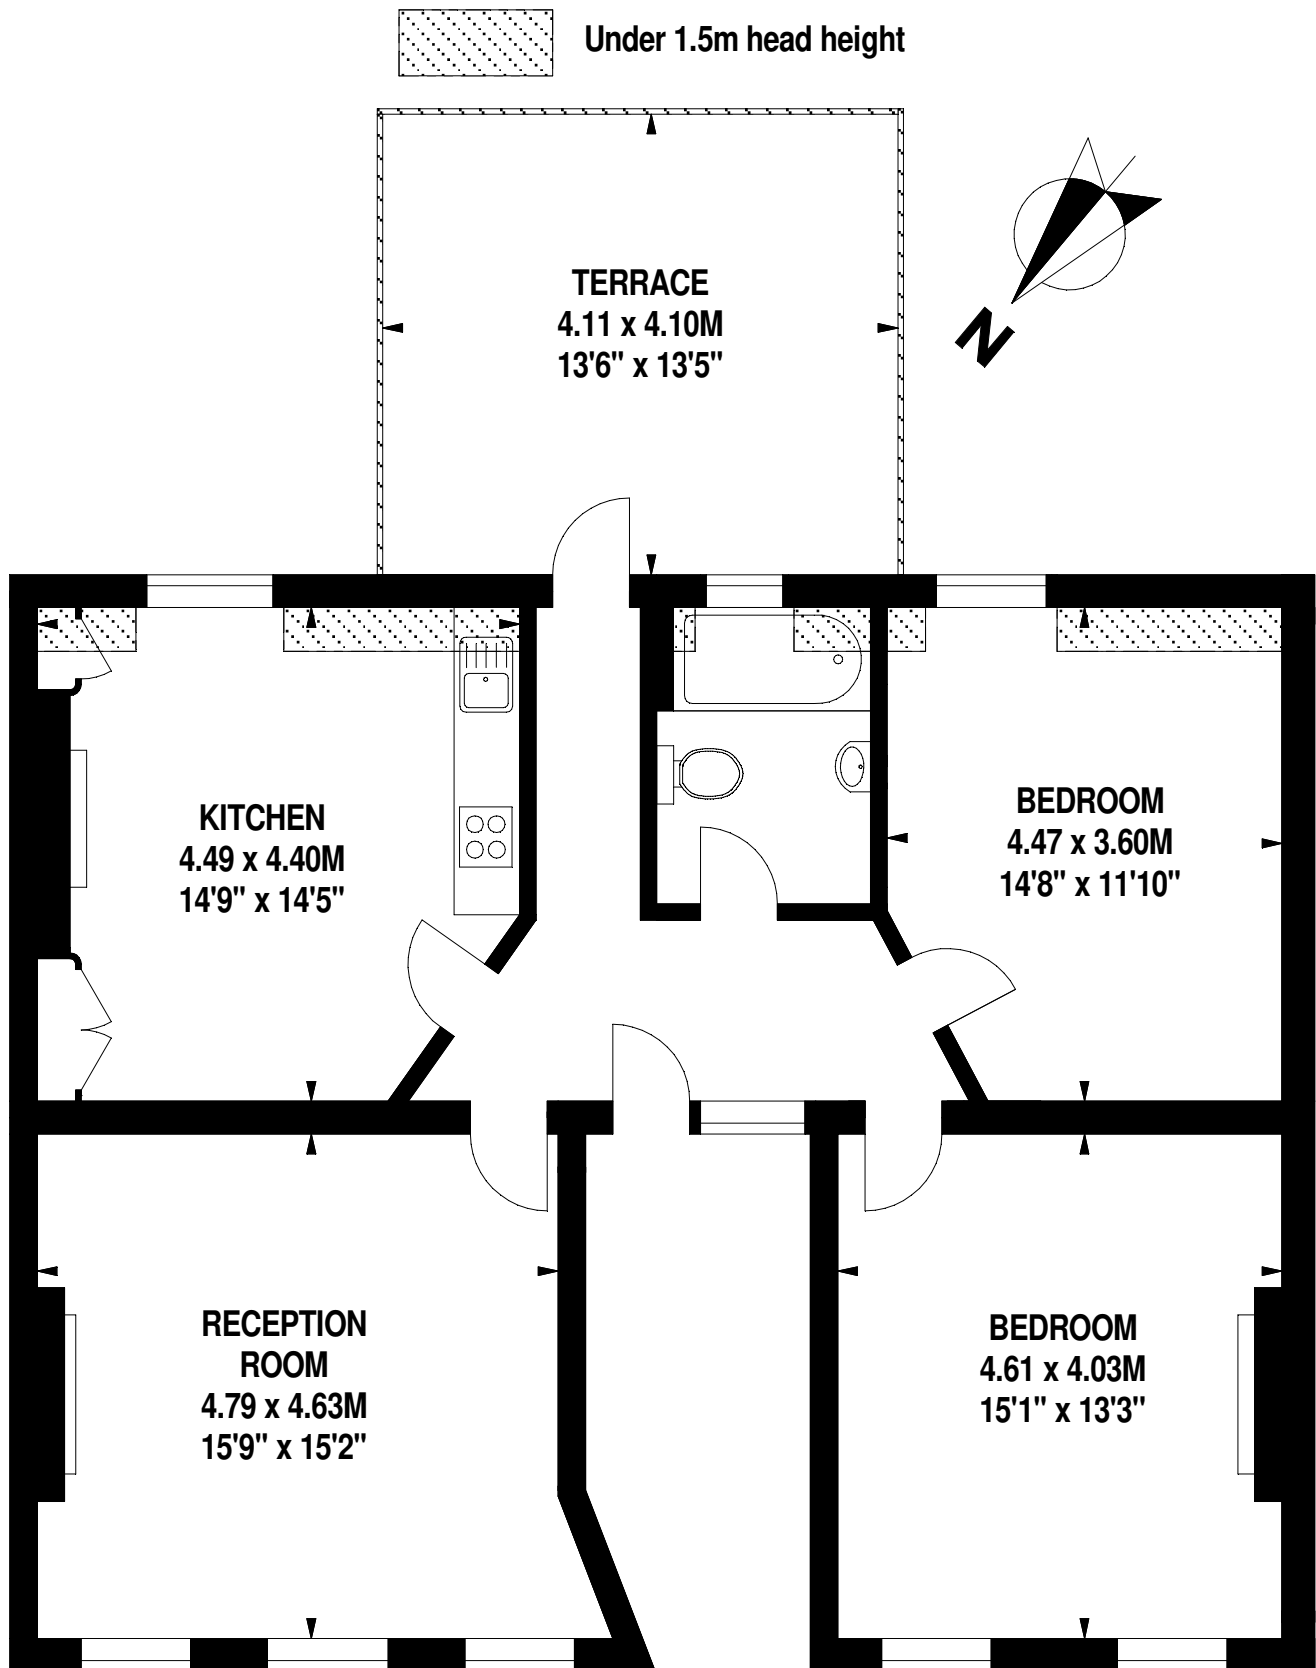 Under 1.5m head height
TERRACE
4.11 x 4.10M
13'6" x 13'5"
N
KITCHEN
4.49 x 4.40M
14'9" x 14'5"
BEDROOM
4.47 x 3.60M
14'8" x 11'10"
RECEPTION
ROOM
4.79 x 4.63M
15'9" x 15'2"
BEDROOM
4.61 x 4.03M
15'1" x 13'3"